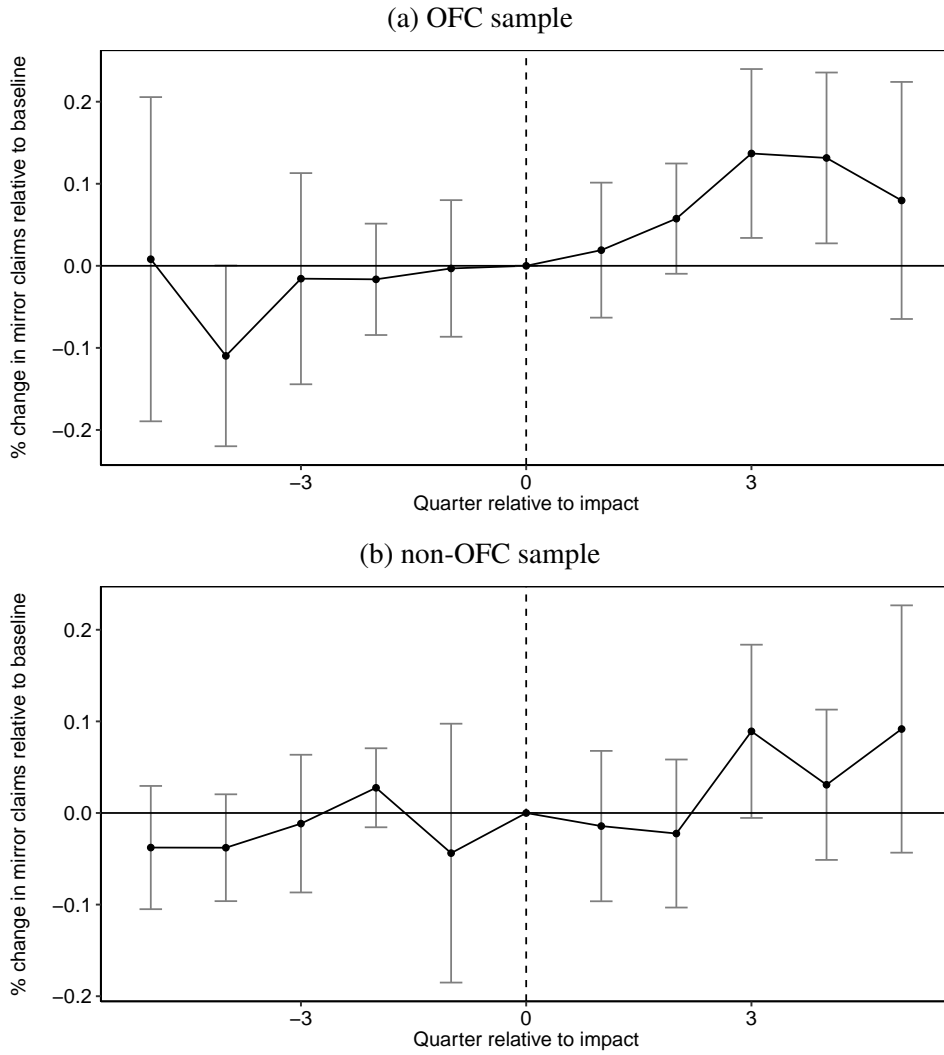 (a) OFC sample
% change in mirror claims relative to baseline
0.2
0.1
0.0
−0.1
−0.2
−3
0
3
Quarter relative to impact
(b) non-OFC sample
% change in mirror claims relative to baseline
0.2
0.1
0.0
−0.1
−0.2
−3
0
3
Quarter relative to impact